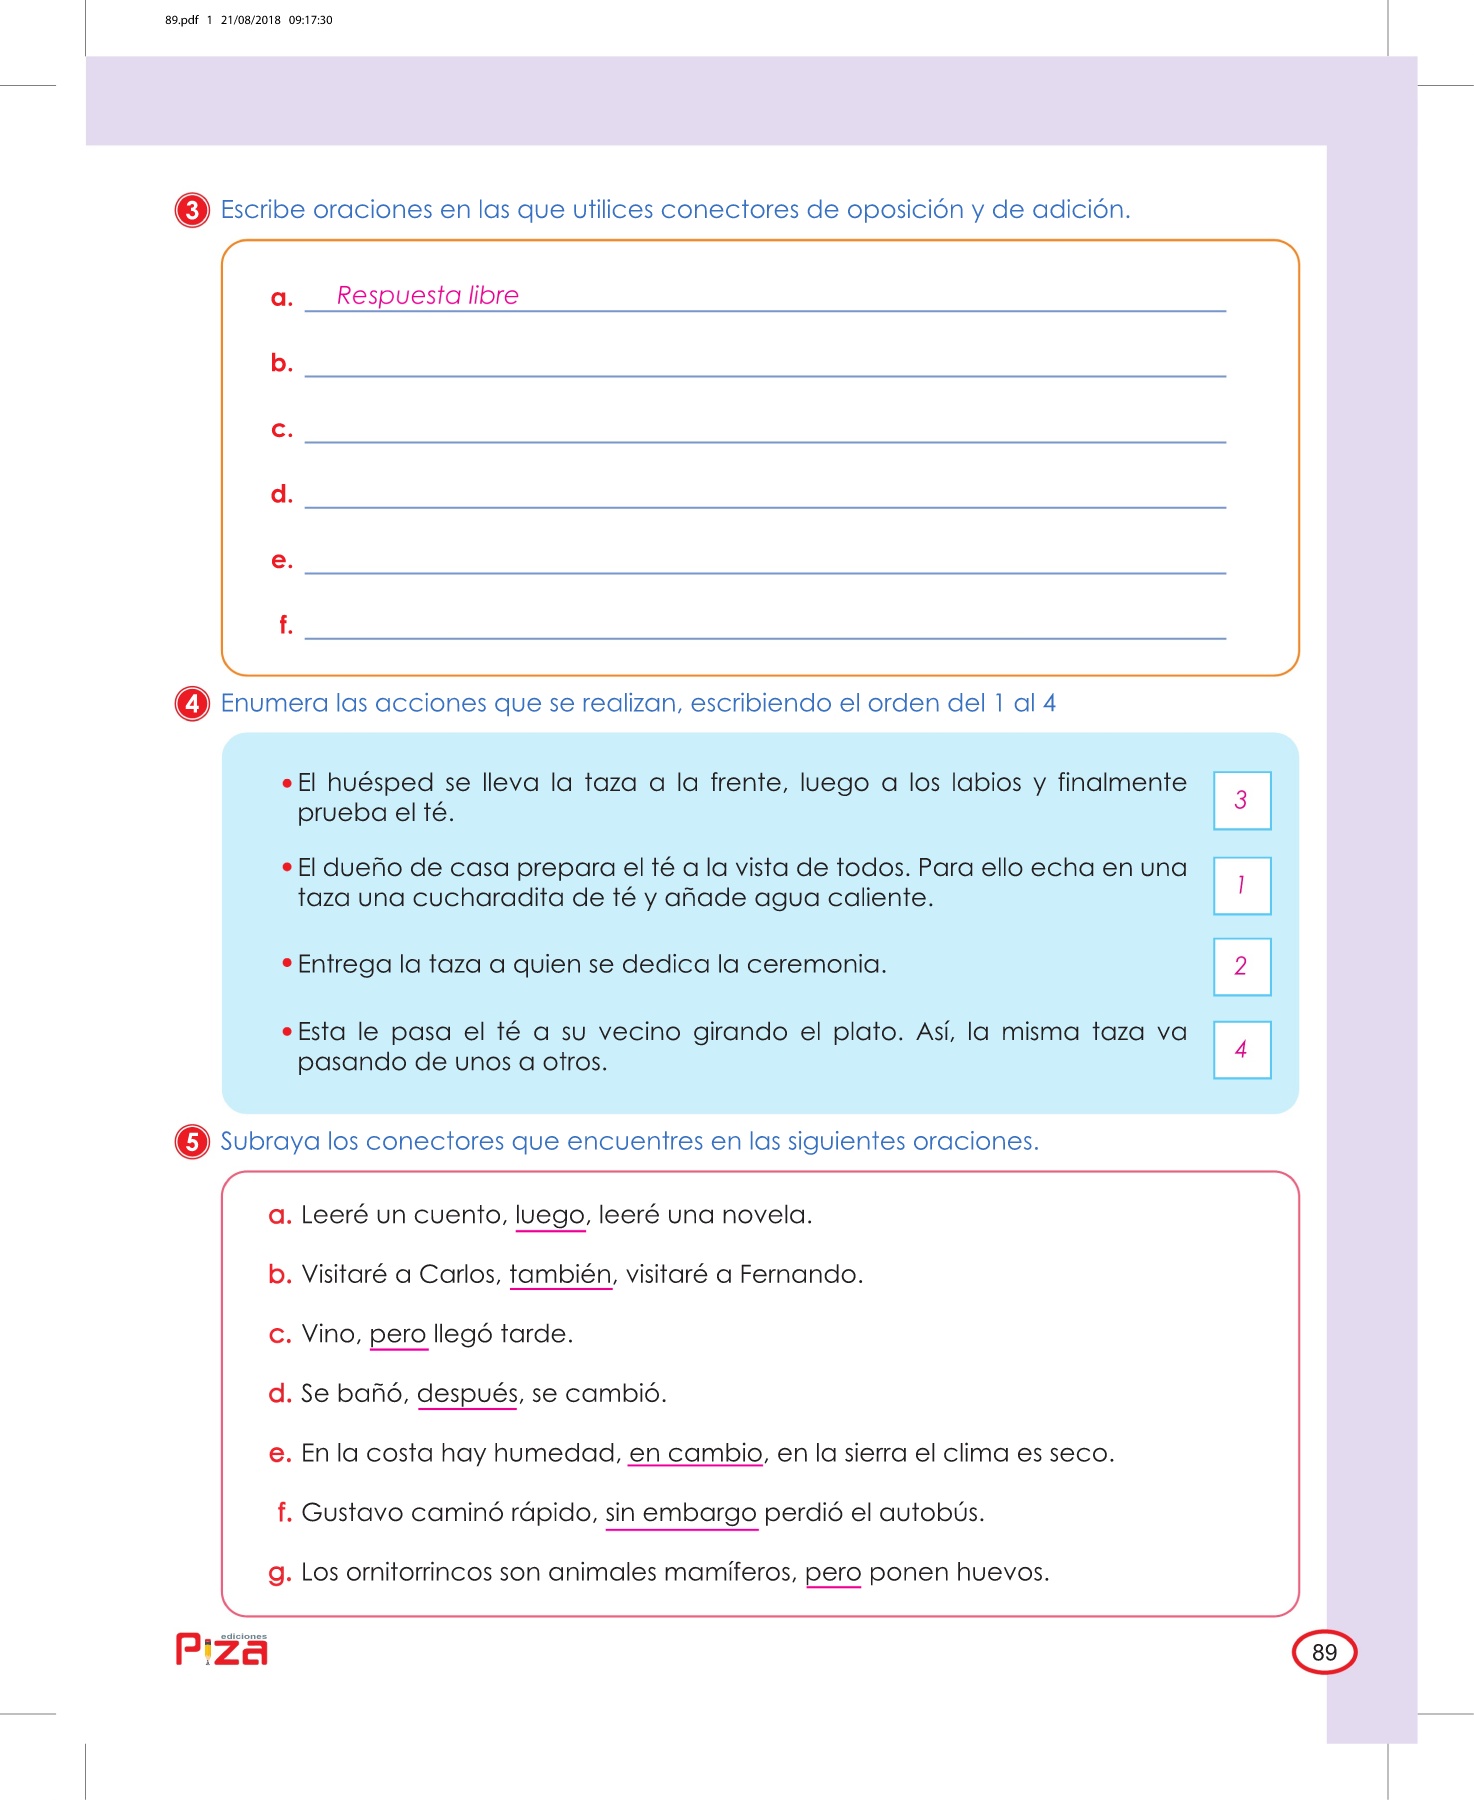 89.pdf 1 21/08/2018 09:17:30
3 Escribe oraciones en las que utilices conectores de oposición y de adición.
a. Respuesta libre
b.
c.
d.
e.
f.
4 Enumera las acciones que se realizan, escribiendo el orden del 1 al 4
• El huésped se lleva la taza a la frente, luego a los labios y finalmente
prueba el té.
3
• El dueño de casa prepara el té a la vista de todos. Para ello echa en una
taza una cucharadita de té y añade agua caliente.
1
• Entrega la taza a quien se dedica la ceremonia.
2
• Esta le pasa el té a su vecino girando el plato. Así, la misma taza va
pasando de unos a otros.
4
5 Subraya los conectores que encuentres en las siguientes oraciones.
a. Leeré un cuento, luego, leeré una novela.
b. Visitaré a Carlos, también, visitaré a Fernando.
c. Vino, pero llegó tarde.
d. Se bañó, después, se cambió.
e. En la costa hay humedad, en cambio, en la sierra el clima es seco.
f. Gustavo caminó rápido, sin embargo perdió el autobús.
g. Los ornitorrincos son animales mamíferos, pero ponen huevos.
ediciones
Piza
89